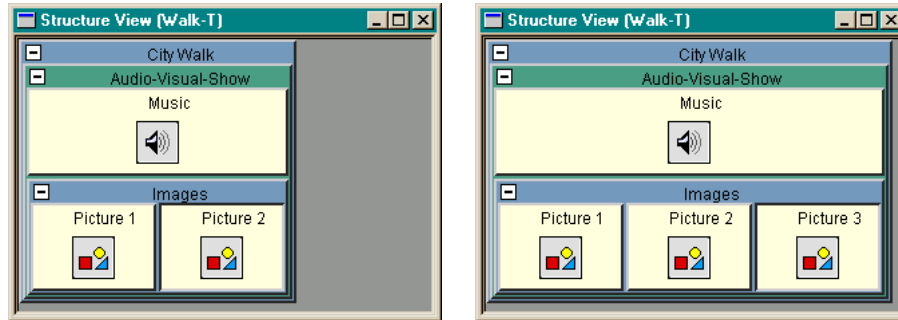 Structure View (Walk-T)
City Walk
Audio-Visual-Show
Music
Images
Picture 1 Picture 2
Structure View (Walk-T)
City Walk
Audio-Visual-Show
Music
Images
Picture 1 Picture 2 Picture 3